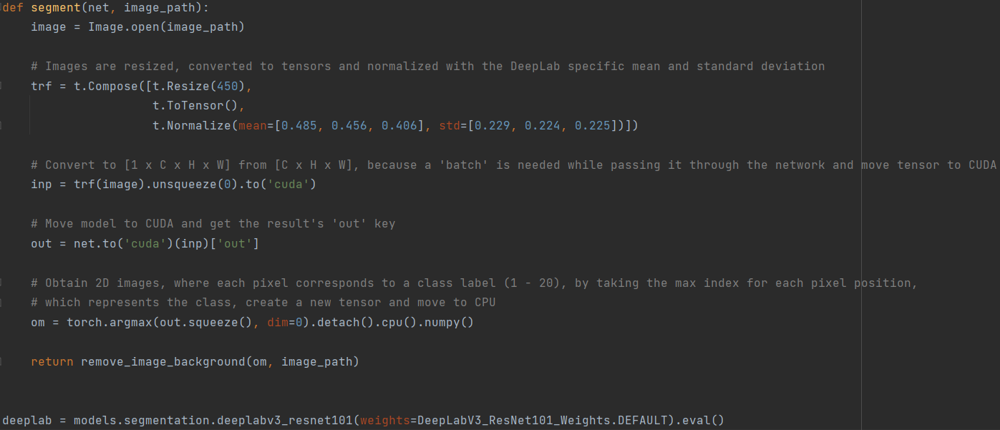 def segment(net, image_path):
    image = Image.open(image_path)

    # Images are resized, converted to tensors and normalized with the DeepLab specific mean and standard deviation
    trf = t.Compose([t.Resize(450),
                     t.ToTensor(),
                     t.Normalize(mean=[0.485, 0.456, 0.406], std=[0.229, 0.224, 0.225])])

    # Convert to [1 x C x H x W] from [C x H x W], because a 'batch' is needed while passing it through the network and move tensor to CUDA
    inp = trf(image).unsqueeze(0).to('cuda')

    # Move model to CUDA and get the result's 'out' key
    out = net.to('cuda')(inp)['out']

    # Obtain 2D images, where each pixel corresponds to a class label (1 - 20), by taking the max index for each pixel position,
    # which represents the class, create a new tensor and move to CPU
    om = torch.argmax(out.squeeze(), dim=0).detach().cpu().numpy()

    return remove_image_background(om, image_path)


deeplab = models.segmentation.deeplabv3_resnet101(weights=DeepLabV3_ResNet101_Weights.DEFAULT).eval()